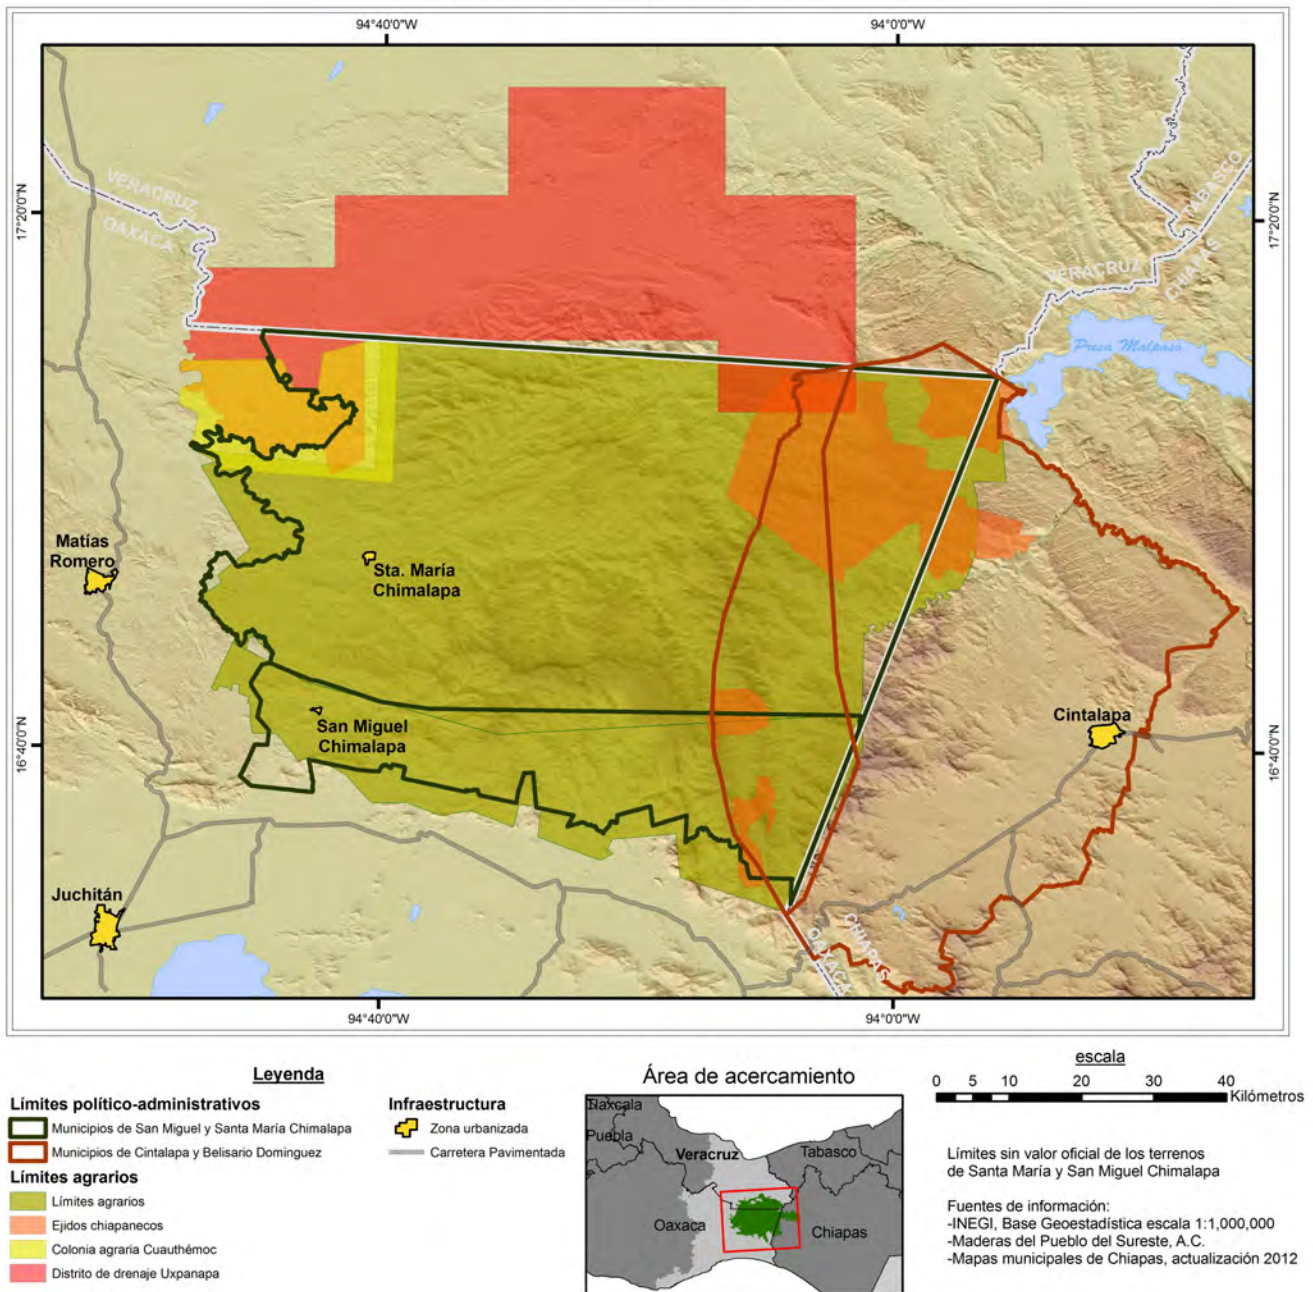 94°40'0"W
94°0'0"W
VERACRUZ
OAXACA
TABASCO
VERACRUZ
CHIAPAS
17°20'0"N
17°20'0"N
Presa Malpaso
Matías
Romero
Sta. María
Chimalapa
San Miguel
Chimalapa
Cintalapa
16°40'0"N
16°40'0"N
Juchitán
CHIAPAS
OAXACA
94°40'0"W
94°0'0"W
Leyenda
Límites político-administrativos
Municipios de San Miguel y Santa María Chimalapa
Municipios de Cintalapa y Belisario Dominguez
Límites agrarios
Límites agrarios
Ejidos chiapanecos
Colonia agraria Cuauthémoc
Distrito de drenaje Uxpanapa
Infraestructura
Zona urbanizada
Carretera Pavimentada
Área de acercamiento
Tlaxcala
Puebla
Veracruz
Tabasco
Oaxaca
Chiapas
escala
0 5 10 20 30 40
Kilómetros
Límites sin valor oficial de los terrenos
de Santa María y San Miguel Chimalapa
Fuentes de información:
-INEGI, Base Geoestadística escala 1:1,000,000
-Maderas del Pueblo del Sureste, A.C.
-Mapas municipales de Chiapas, actualización 2012